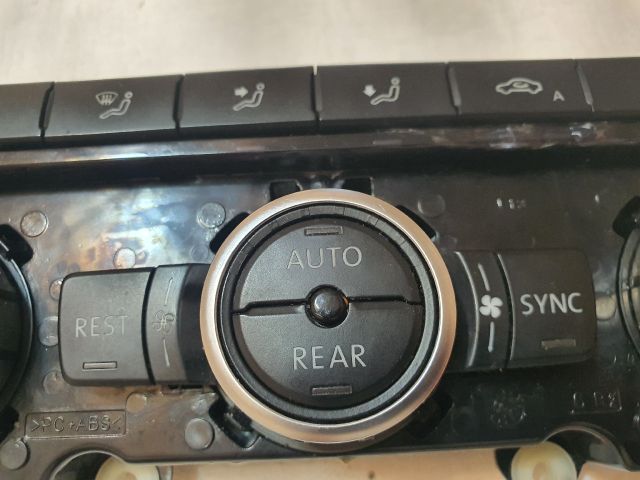 A
AUTO
REST
SYNC
REAR
>PC+ABS<